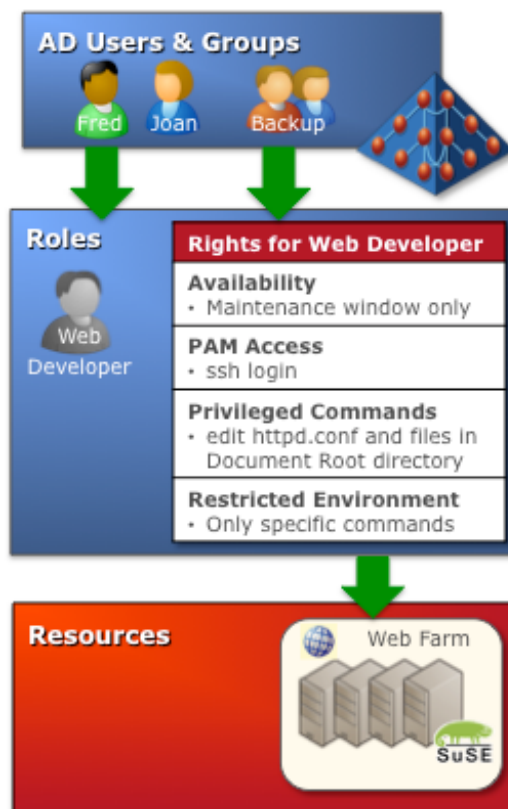 AD Users & Groups
Fred
Joan
Backup
Roles
Web
Developer
Rights for Web Developer
Availability
• Maintenance window only
PAM Access
• ssh login
Privileged Commands
• edit httpd.conf and files in
Document Root directory
Restricted Environment
• Only specific commands
Resources
Web Farm
SuSE